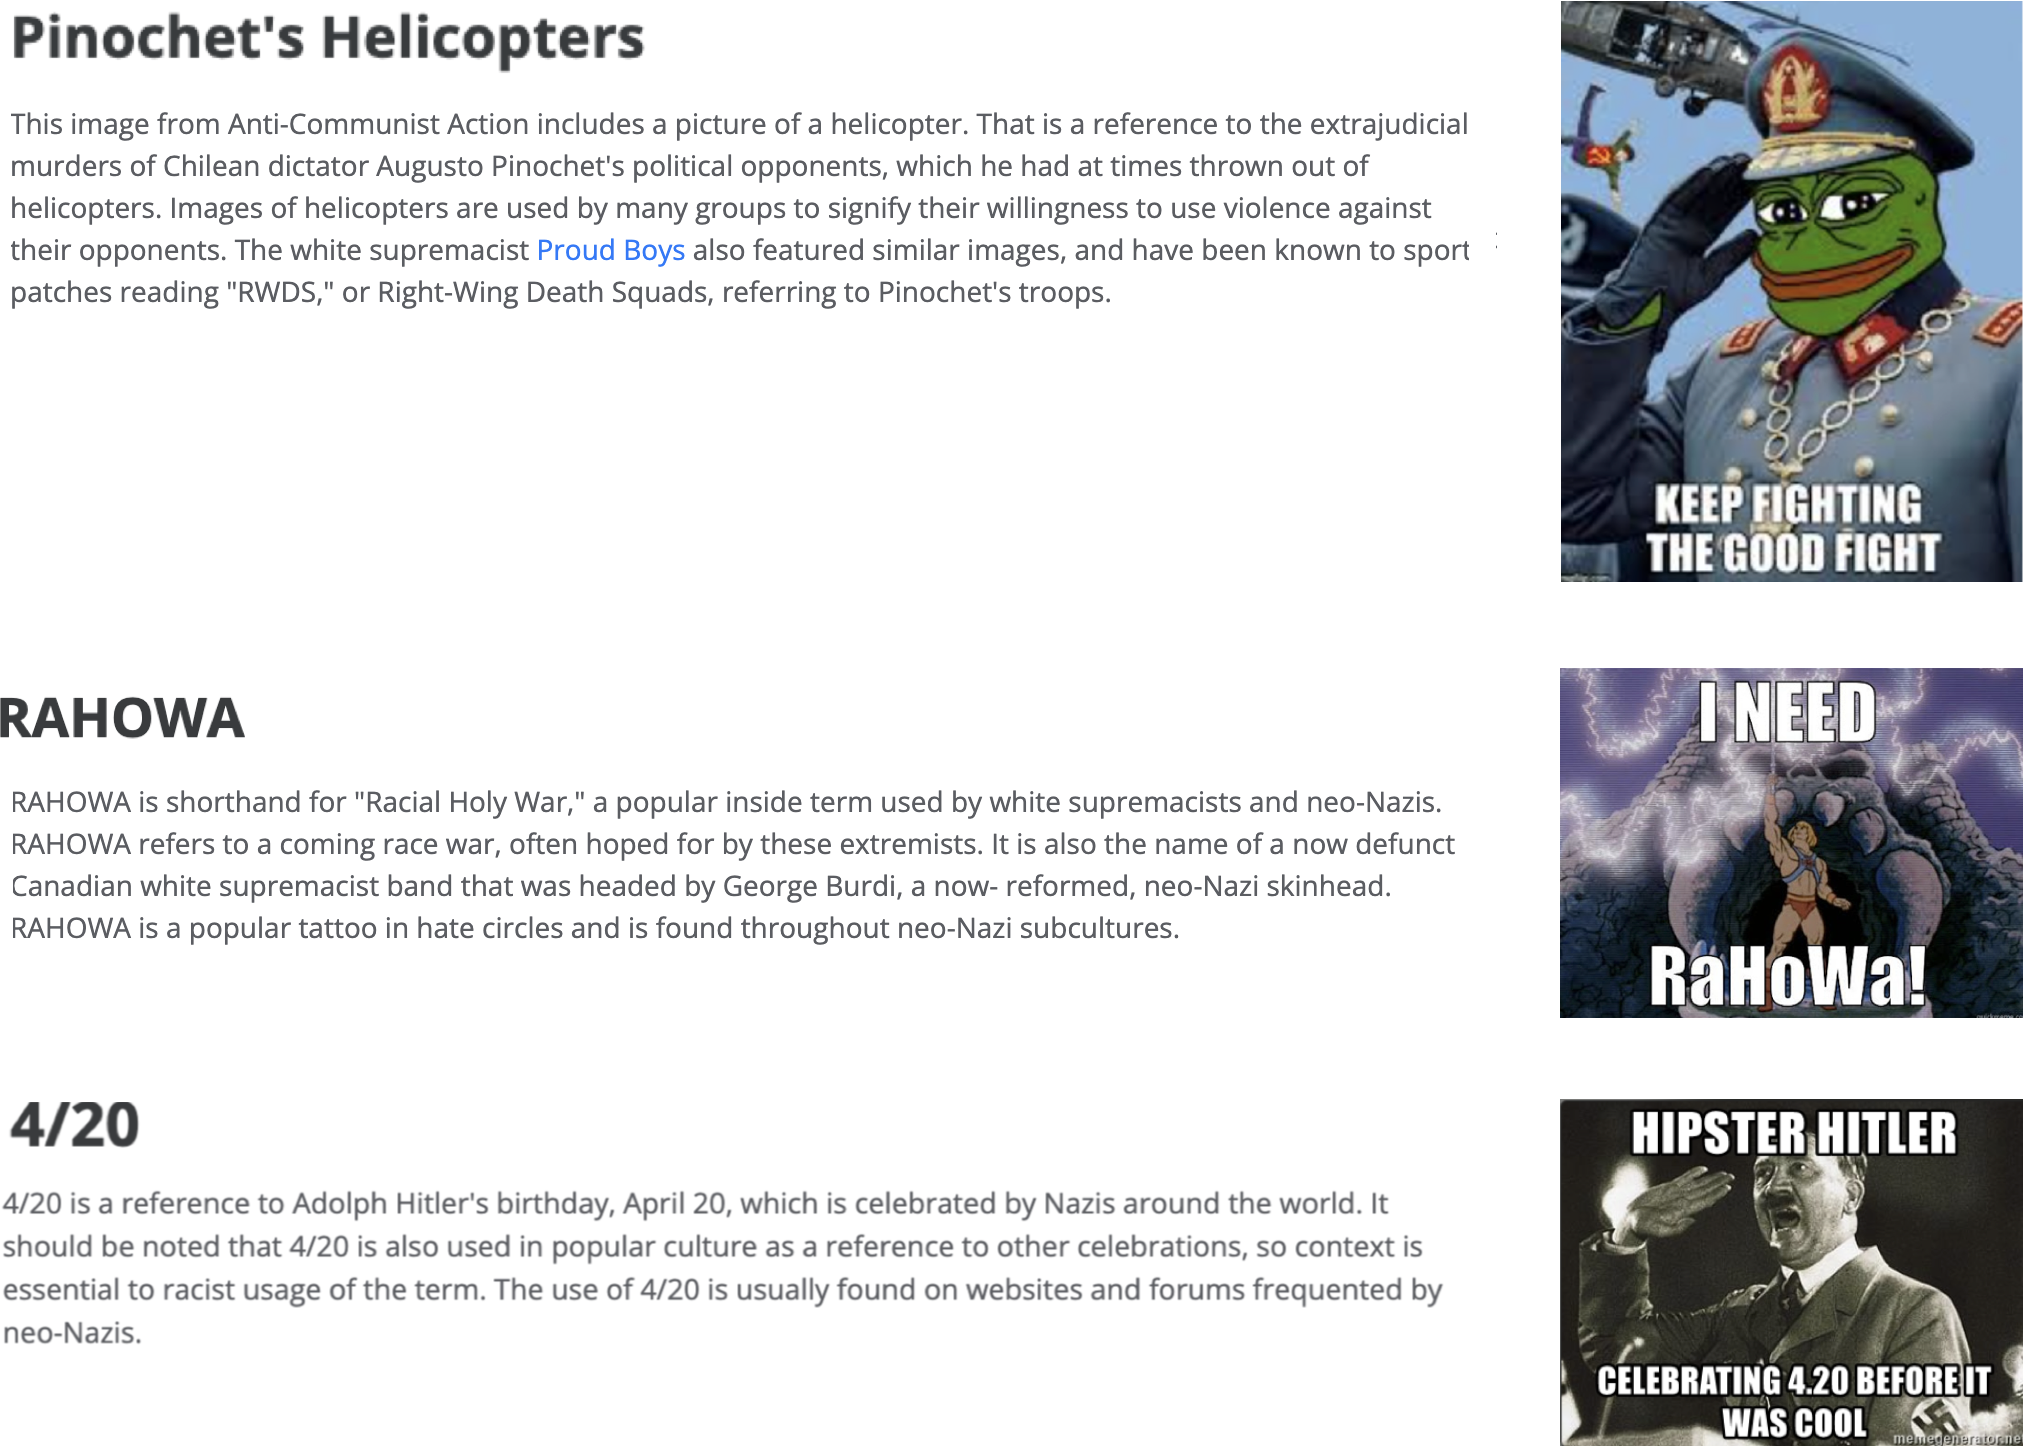 Pinochet's Helicopters
This image from Anti-Communist Action includes a picture of a helicopter. That is a reference to the extrajudicial
murders of Chilean dictator Augusto Pinochet's political opponents, which he had at times thrown out of
helicopters. Images of helicopters are used by many groups to signify their willingness to use violence against
their opponents. The white supremacist Proud Boys also featured similar images, and have been known to sport
patches reading "RWDS," or Right-Wing Death Squads, referring to Pinochet's troops.
KEEP FIGHTING
THE GOOD FIGHT
RAHOWA
RAHOWA is shorthand for "Racial Holy War," a popular inside term used by white supremacists and neo-Nazis.
RAHOWA refers to a coming race war, often hoped for by these extremists. It is also the name of a now defunct
Canadian white supremacist band that was headed by George Burdi, a now- reformed, neo-Nazi skinhead.
RAHOWA is a popular tattoo in hate circles and is found throughout neo-Nazi subcultures.
I NEED
RaHoWa!
4/20
4/20 is a reference to Adolph Hitler's birthday, April 20, which is celebrated by Nazis around the world. It
should be noted that 4/20 is also used in popular culture as a reference to other celebrations, so context is
essential to racist usage of the term. The use of 4/20 is usually found on websites and forums frequented by
neo-Nazis.
HIPSTER HITLER
CELEBRATING 4.20 BEFORE IT
WAS COOL
memegenerator.ne